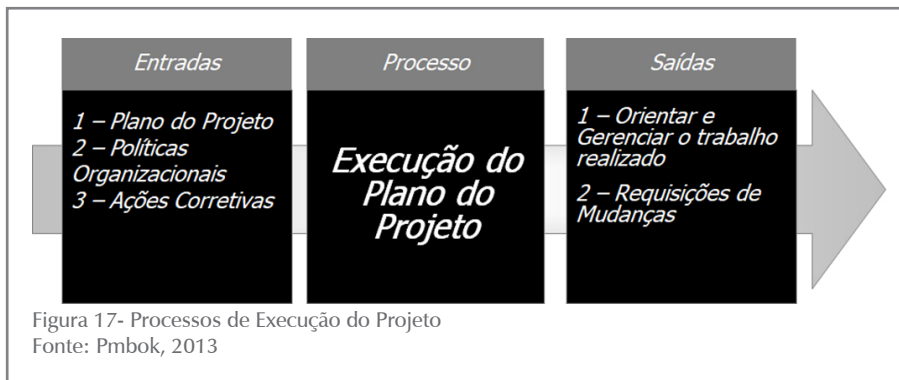 Entradas
1 – Plano do Projeto
2 – Políticas
Organizacionais
3 – Ações Corretivas
Processo
Execução do
Plano do
Projeto
Saídas
1 – Orientar e
Gerenciar o trabalho
realizado
2 – Requisições de
Mudanças
Figura 17- Processos de Execução do Projeto
Fonte: Pmbok, 2013